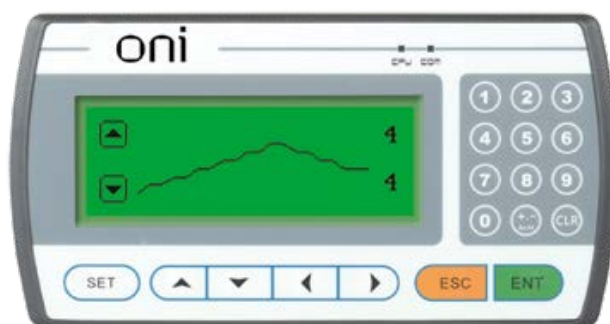 oni
CPU COM
4
4
1 2 3
4 5 6
7 8 9
0 +.- CLR
SET ESC ENT